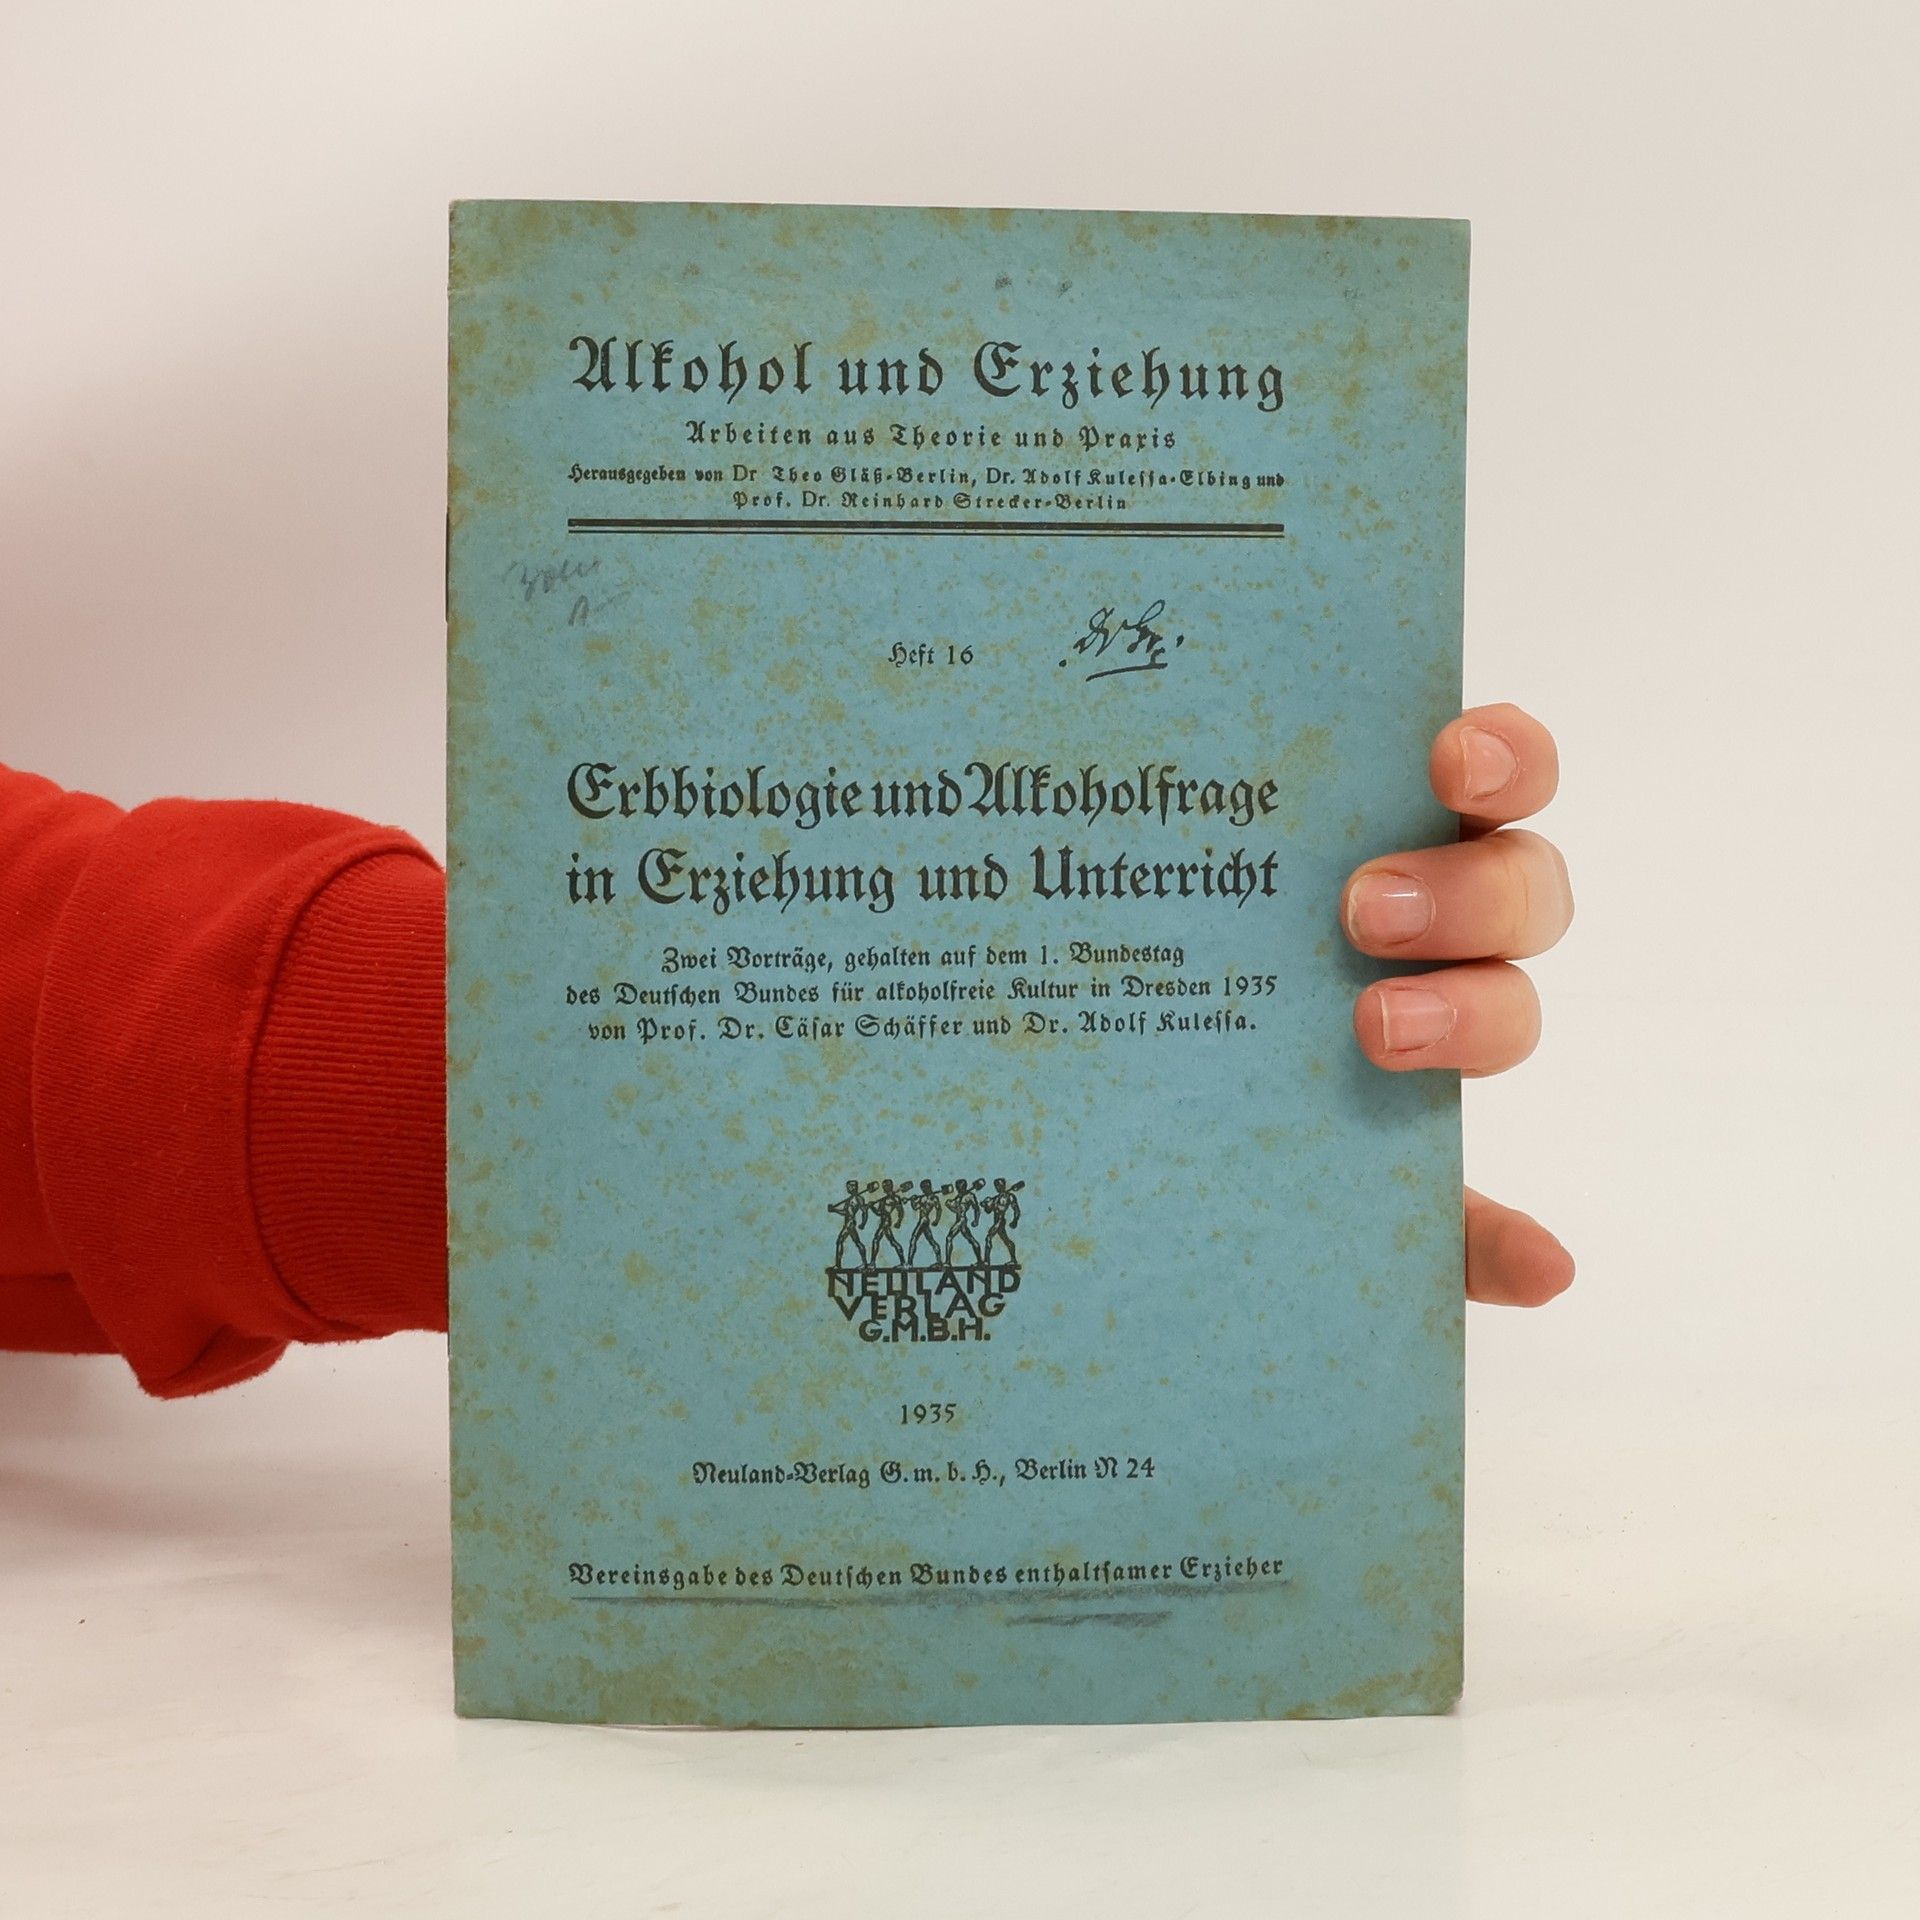 Alkohol und Erziehung
Arbeiten aus Theorie und Praxis
Herausgegeben von Dr Theo Gläß-Berlin, Dr. Adolf Kulessa-Elbing und
Prof. Dr. Reinhard Strecker-Berlin
Heft 16
Erbbiologie und Alkoholfrage
in Erziehung und Unterricht
Zwei Vorträge, gehalten auf dem 1. Bundestag
des Deutschen Bundes für alkoholfreie Kultur in Dresden 1935
von Prof. Dr. Cäsar Schäffer und Dr. Adolf Kulessa.
NEULAND
VERLAG
G.M.B.H.
1935
Neuland-Verlag G. m. b. H., Berlin N 24
Vereinsgabe des Deutschen Bundes enthaltsamer Erzieher